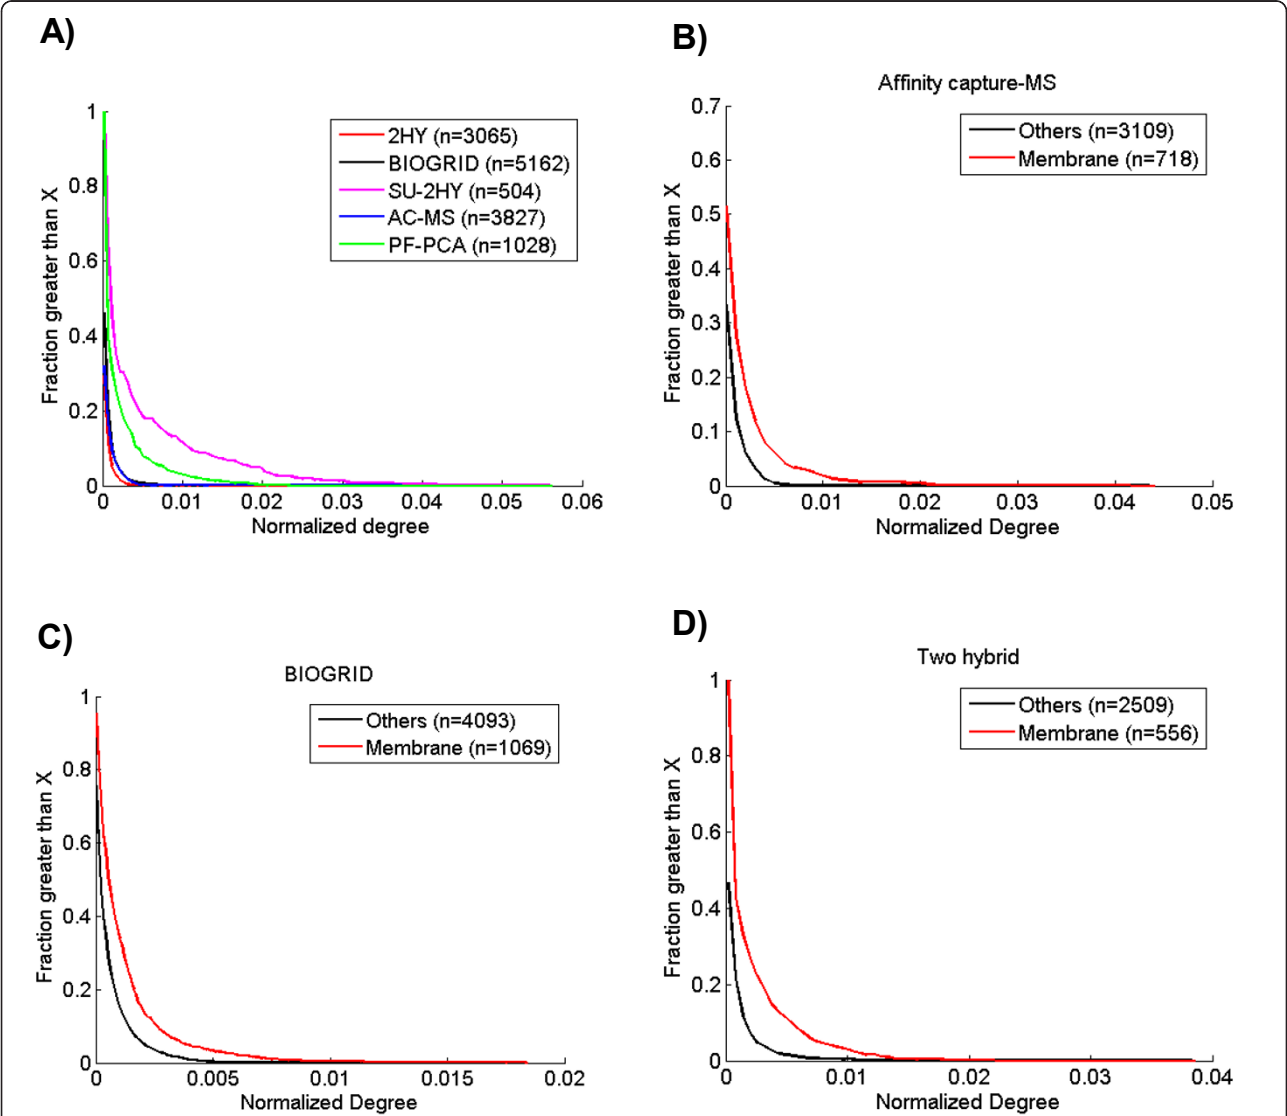 A)
1
0.8
0.6
0.4
0.2
0
Fraction greater than X
2HY (n=3065)
BIOGRID (n=5162)
SU-2HY (n=504)
AC-MS (n=3827)
PF-PCA (n=1028)
0 0.01 0.02 0.03 0.04 0.05 0.06
Normalized degree
B)
Affinity capture-MS
0.7
0.6
0.5
0.4
0.3
0.2
0.1
0
Fraction greater than X
Others (n=3109)
Membrane (n=718)
0 0.01 0.02 0.03 0.04 0.05
Normalized Degree
C)
BIOGRID
1
0.8
0.6
0.4
0.2
0
Fraction greater than X
Others (n=4093)
Membrane (n=1069)
0 0.005 0.01 0.015 0.02
Normalized Degree
D)
Two hybrid
1
0.8
0.6
0.4
0.2
0
Fraction greater than X
Others (n=2509)
Membrane (n=556)
0 0.01 0.02 0.03 0.04
Normalized Degree